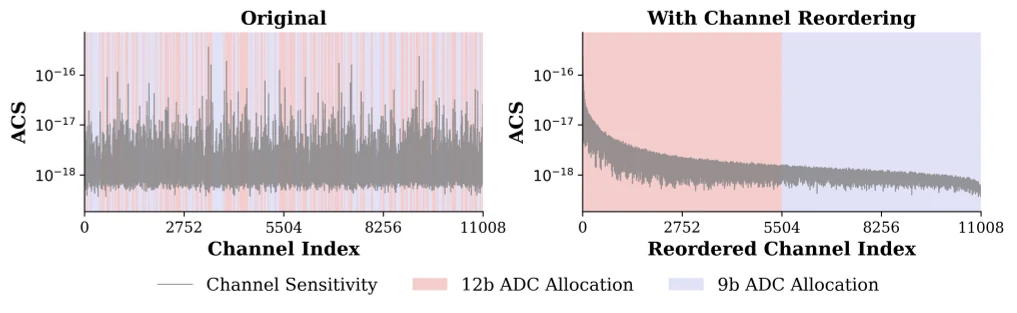 Original
With Channel Reordering
ACS
10⁻¹⁶
10⁻¹⁷
10⁻¹⁸
0 2752 5504 8256 11008
Channel Index
ACS
10⁻¹⁶
10⁻¹⁷
10⁻¹⁸
0 2752 5504 8256 11008
Reordered Channel Index
Channel Sensitivity 12b ADC Allocation 9b ADC Allocation